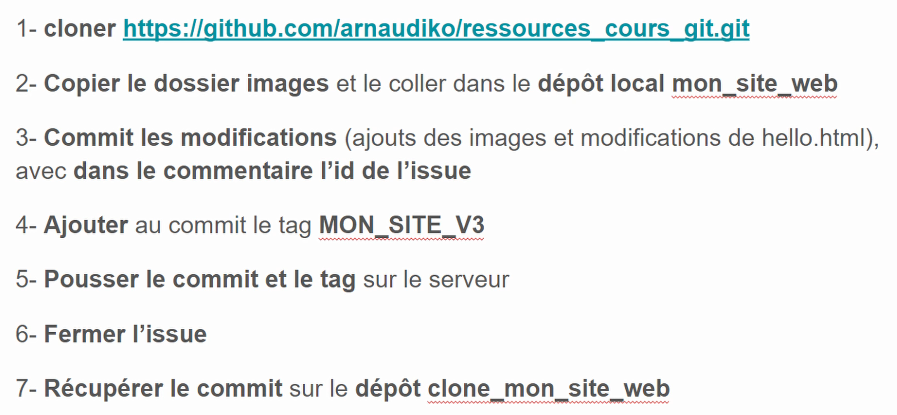 1- cloner https://github.com/arnaudiko/ressources_cours_git.git
2- Copier le dossier images et le coller dans le dépôt local mon_site_web
3- Commit les modifications (ajouts des images et modifications de hello.html),
avec dans le commentaire l’id de l’issue
4- Ajouter au commit le tag MON_SITE_V3
5- Pousser le commit et le tag sur le serveur
6- Fermer l’issue
7- Récupérer le commit sur le dépôt clone_mon_site_web